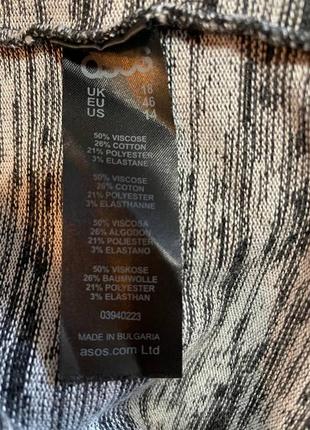 asos
UK 18
EU 46
US 14
50% VISCOSE
26% COTTON
21% POLYESTER
3% ELASTANE
50% VISCOSE
26% COTON
21% POLYESTER
3% ELASTHANNE
50% VISCOSA
26% ALGODON
21% POLIESTER
3% ELASTANO
50% VISKOSE
26% BAUMWOLLE
21% POLYESTER
3% ELASTHAN
03940223
MADE IN BULGARIA
asos.com Ltd